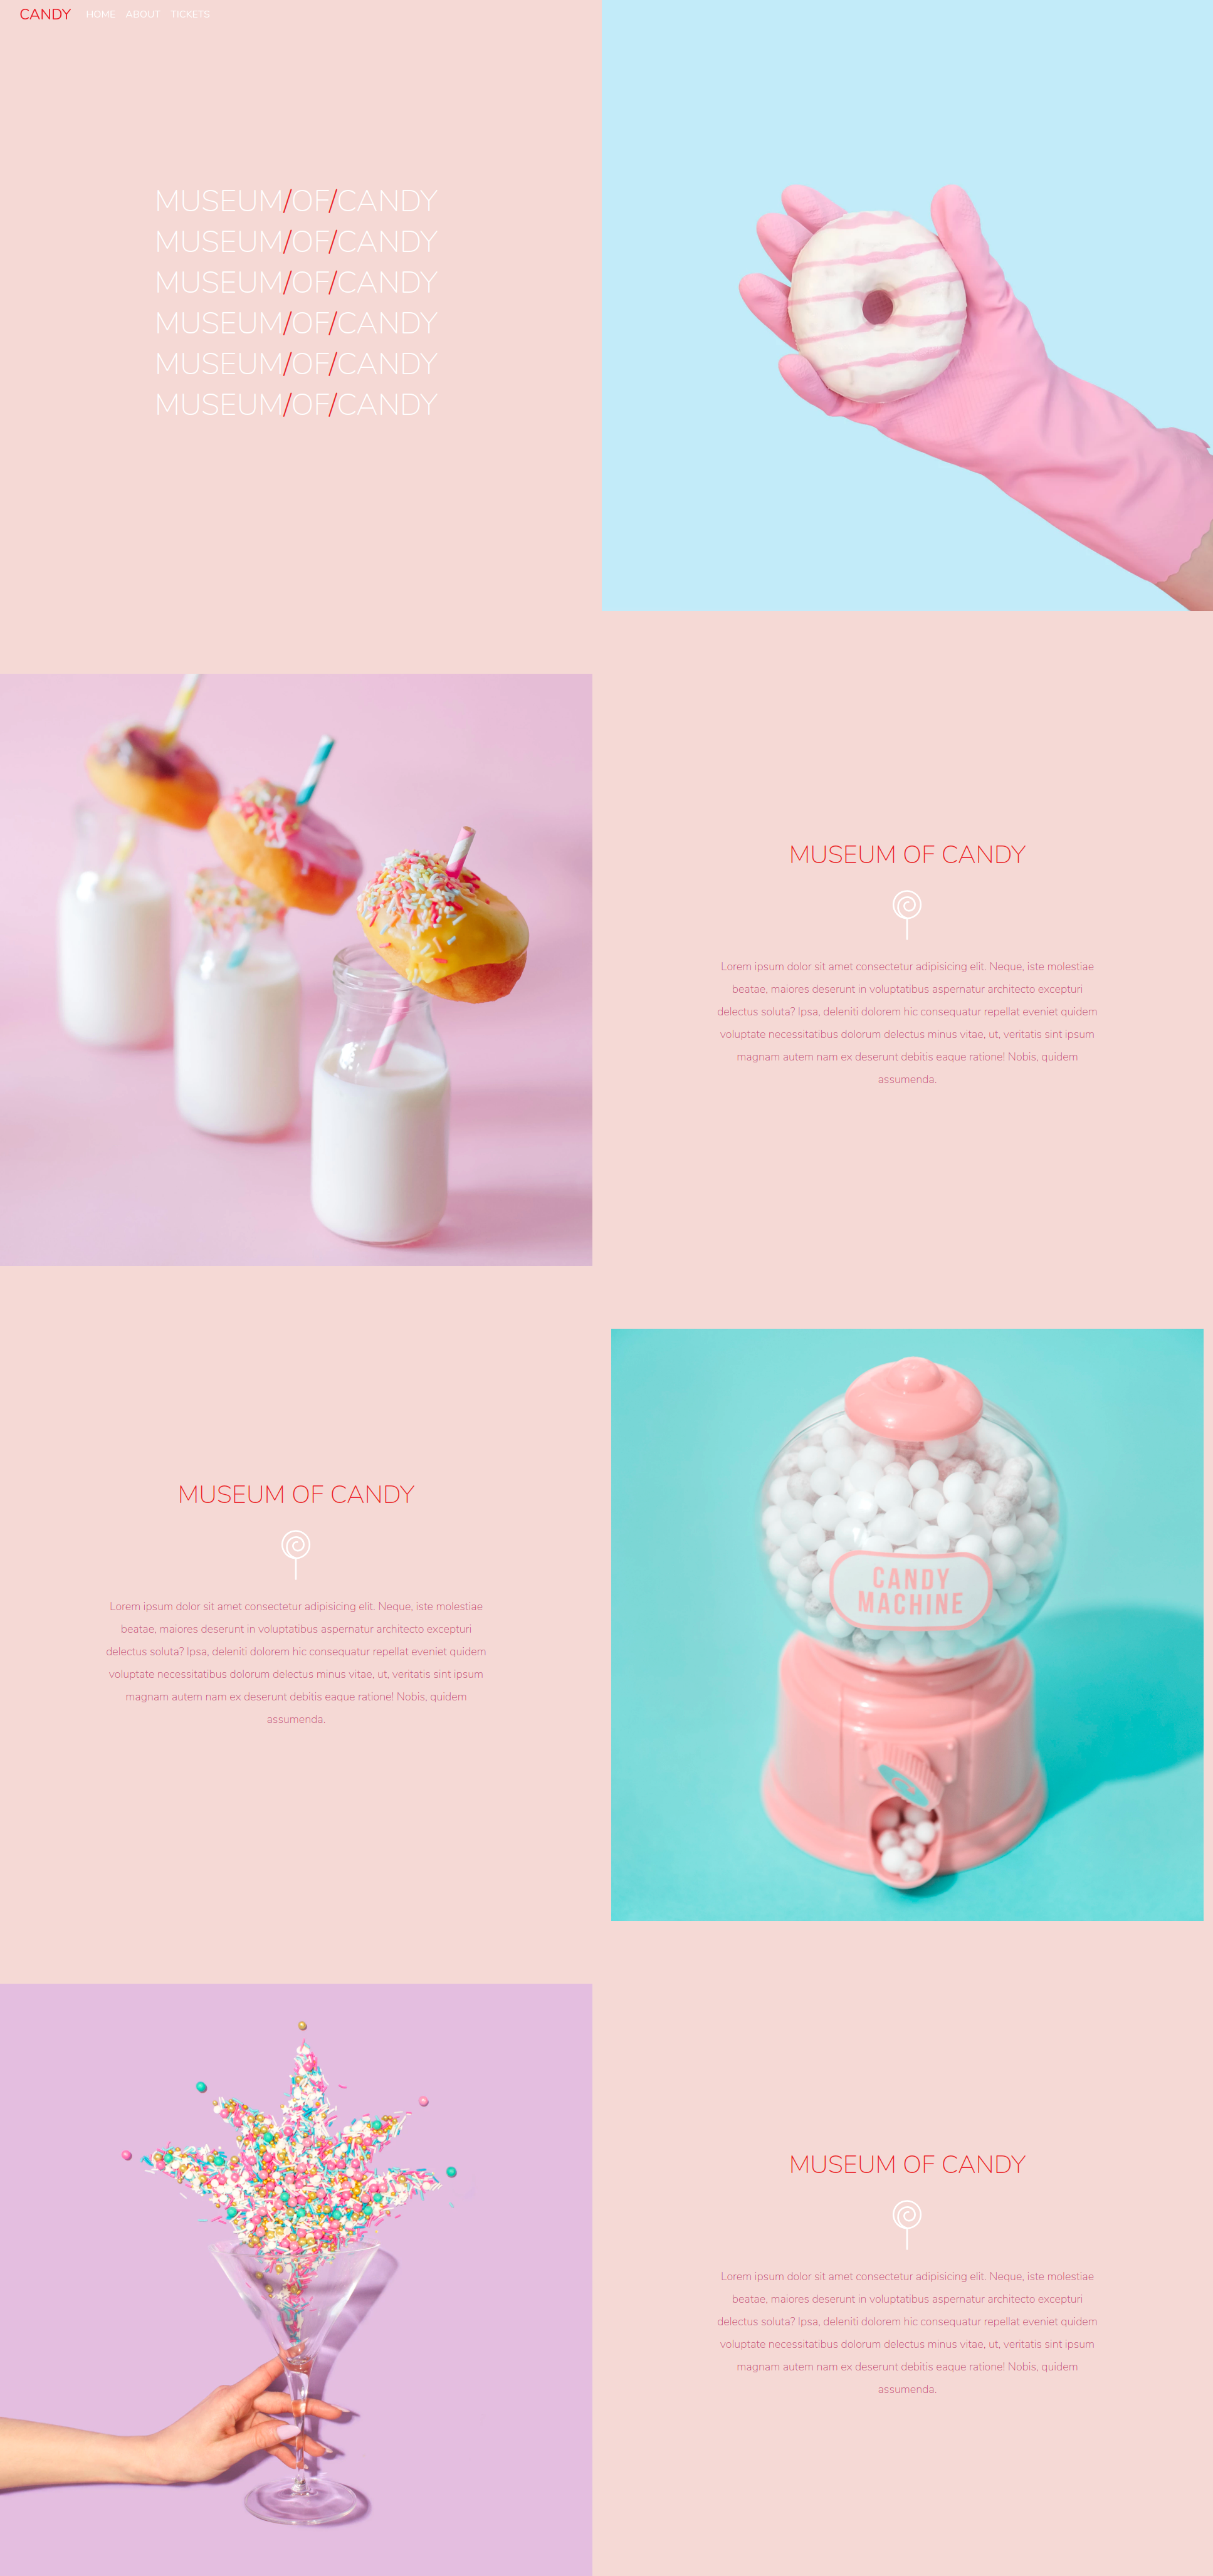 CANDY HOME ABOUT TICKETS
MUSEUM/OF/CANDY
MUSEUM/OF/CANDY
MUSEUM/OF/CANDY
MUSEUM/OF/CANDY
MUSEUM/OF/CANDY
MUSEUM/OF/CANDY
MUSEUM OF CANDY
Lorem ipsum dolor sit amet consectetur adipisicing elit. Neque, iste molestiae
beatae, maiores deserunt in voluptatibus aspernatur architecto excepturi
delectus soluta? Ipsa, deleniti dolorem hic consequatur repellat eveniet quidem
voluptate necessitatibus dolorum delectus minus vitae, ut, veritatis sint ipsum
magnam autem nam ex deserunt debitis eaque ratione! Nobis, quidem
assumenda.
MUSEUM OF CANDY
Lorem ipsum dolor sit amet consectetur adipisicing elit. Neque, iste molestiae
beatae, maiores deserunt in voluptatibus aspernatur architecto excepturi
delectus soluta? Ipsa, deleniti dolorem hic consequatur repellat eveniet quidem
voluptate necessitatibus dolorum delectus minus vitae, ut, veritatis sint ipsum
magnam autem nam ex deserunt debitis eaque ratione! Nobis, quidem
assumenda.
CANDY
MACHINE
MUSEUM OF CANDY
Lorem ipsum dolor sit amet consectetur adipisicing elit. Neque, iste molestiae
beatae, maiores deserunt in voluptatibus aspernatur architecto excepturi
delectus soluta? Ipsa, deleniti dolorem hic consequatur repellat eveniet quidem
voluptate necessitatibus dolorum delectus minus vitae, ut, veritatis sint ipsum
magnam autem nam ex deserunt debitis eaque ratione! Nobis, quidem
assumenda.